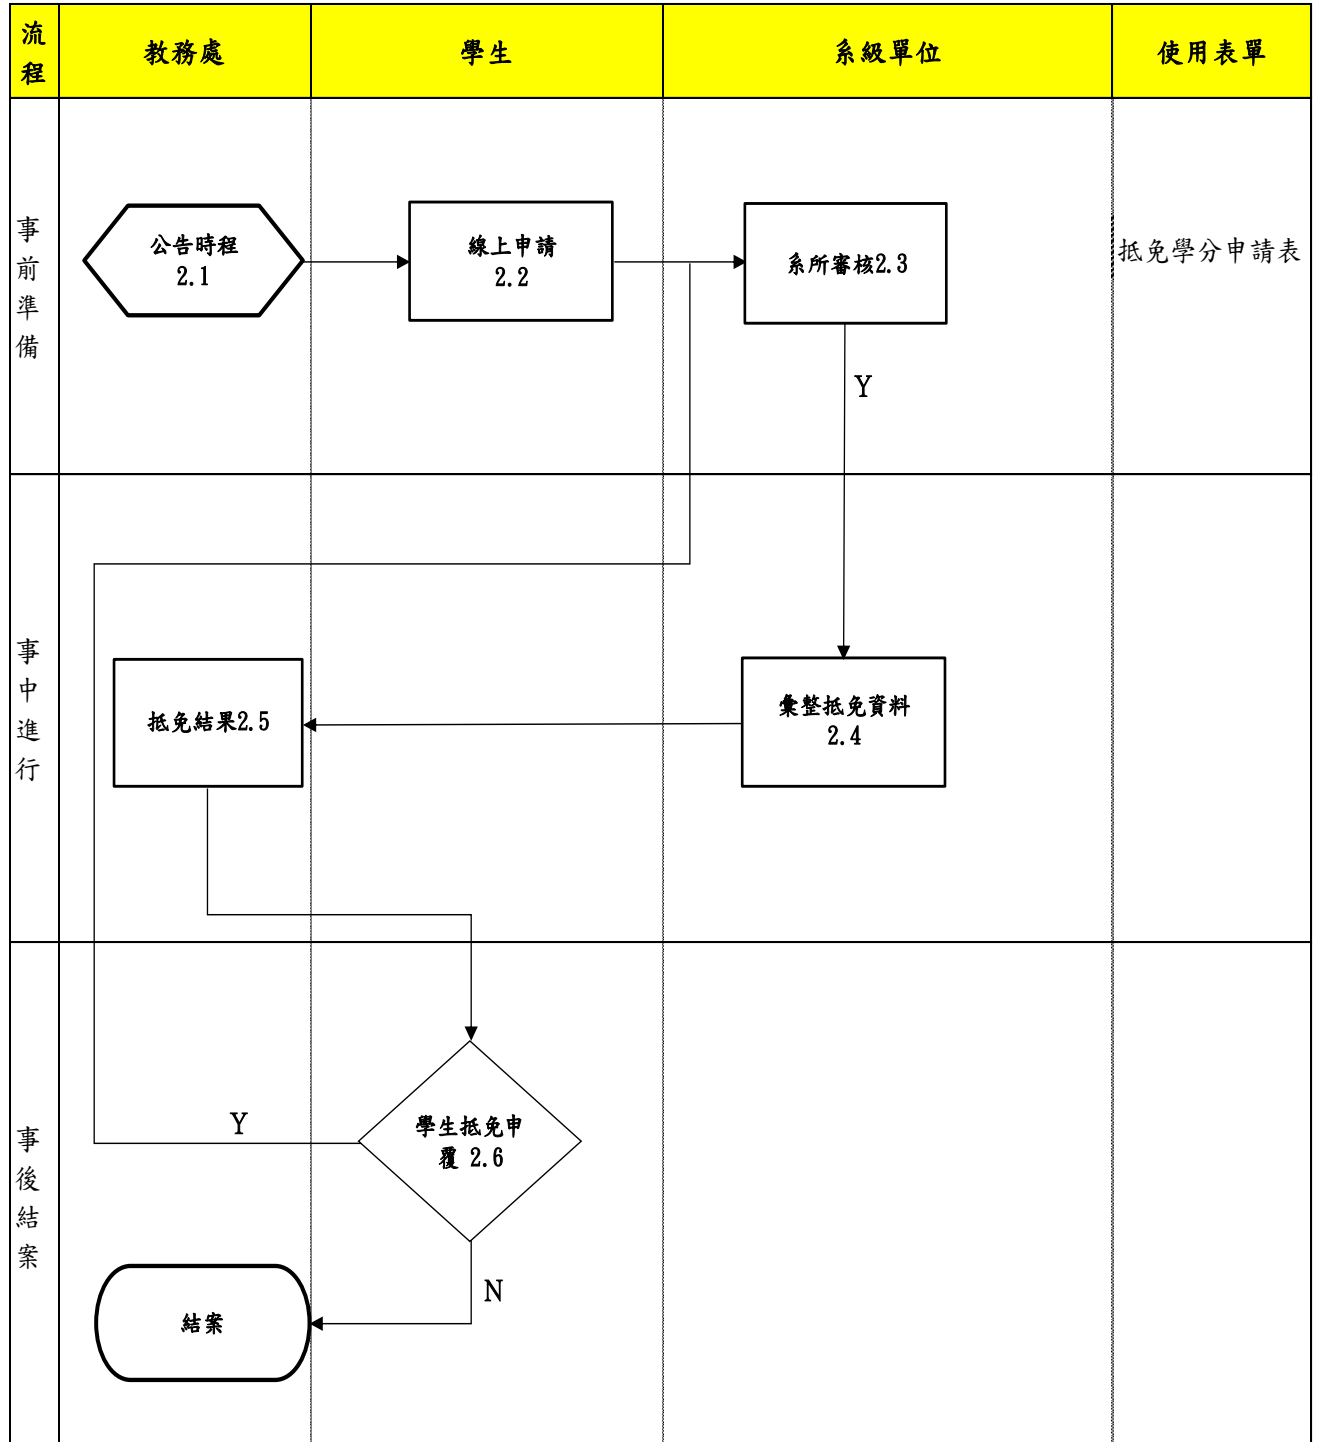 流
程
教務處
學生
系級單位
使用表單
事
前
準
備
公告時程
2.1
線上申請
2.2
系所審核2.3
抵免學分申請表
Y
事
中
進
行
抵免結果2.5
彙整抵免資料
2.4
事
後
結
案
Y
學生抵免申
覆 2.6
N
結案